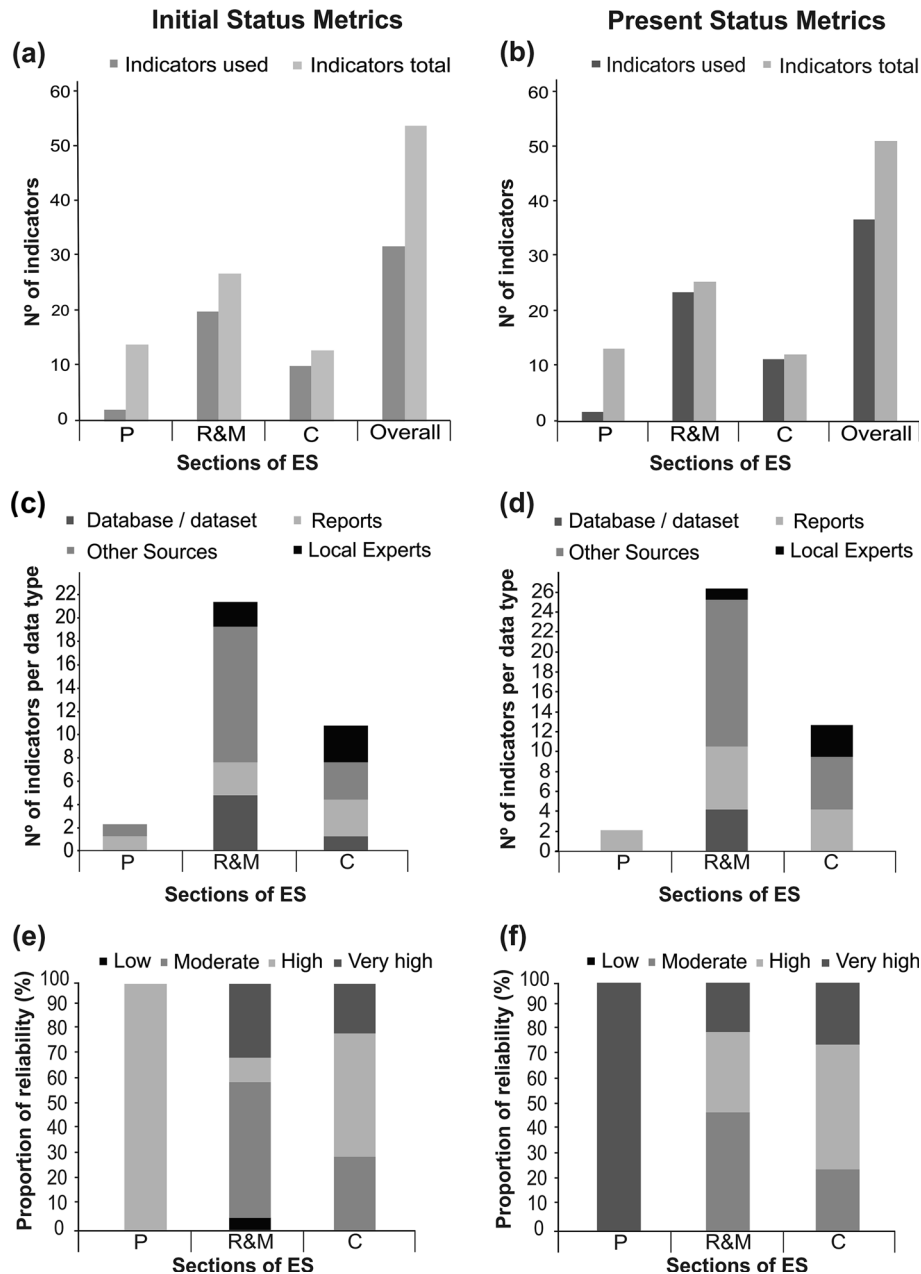 Initial Status Metrics
Present Status Metrics
(a)
Indicators used
Indicators total
60
50
40
30
20
10
0
Nº of indicators
P
R&M
C
Overall
Sections of ES
(b)
Indicators used
Indicators total
60
50
40
30
20
10
0
Nº of indicators
P
R&M
C
Overall
Sections of ES
(c)
Database / dataset
Reports
Other Sources
Local Experts
22
20
18
16
14
12
10
8
6
4
2
0
Nº of indicators per data type
P
R&M
C
Sections of ES
(d)
Database / dataset
Reports
Other Sources
Local Experts
26
24
22
20
18
16
14
12
10
8
6
4
2
0
Nº of indicators per data type
P
R&M
C
Sections of ES
(e)
Low
Moderate
High
Very high
100
90
80
70
60
50
40
30
20
10
0
Proportion of reliability (%)
P
R&M
C
Sections of ES
(f)
Low
Moderate
High
Very high
100
90
80
70
60
50
40
30
20
10
0
Proportion of reliability (%)
P
R&M
C
Sections of ES